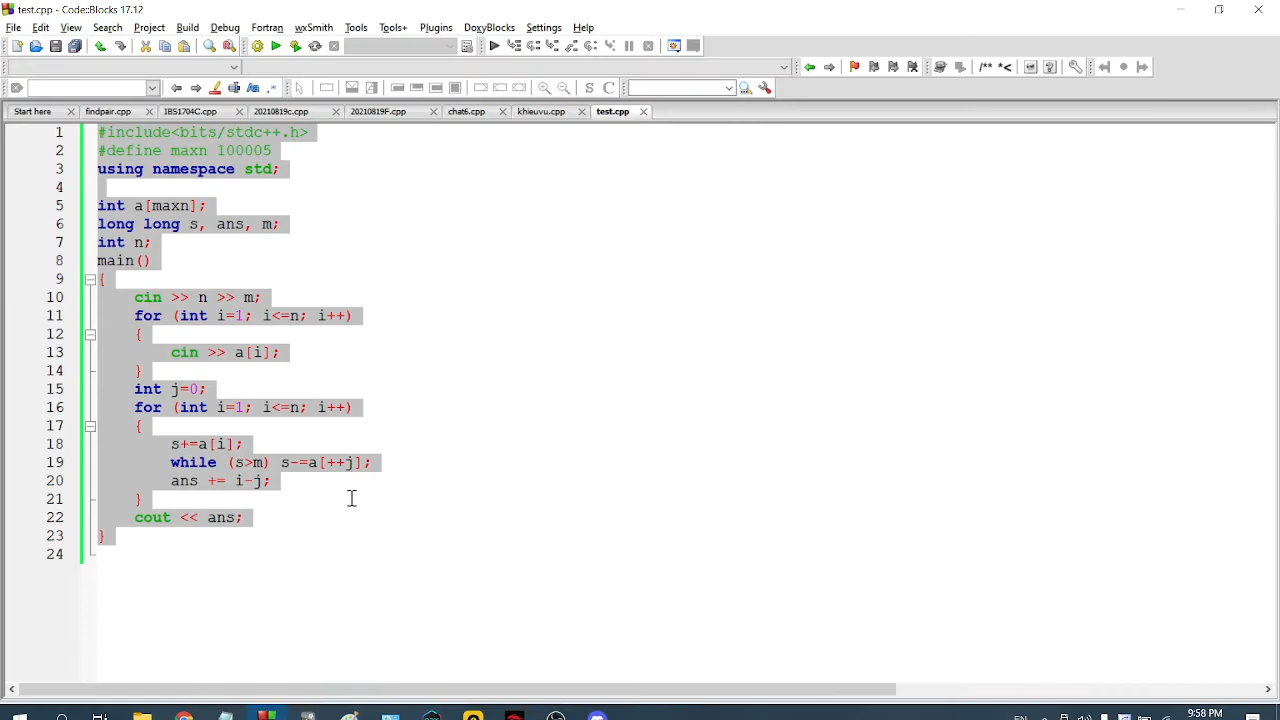 test.cpp - Code::Blocks 17.12
File Edit View Search Project Build Debug Fortran wxSmith Tools Tools+ Plugins DoxyBlocks Settings Help
/** *<
S C
Start here findpair.cpp IBS1704C.cpp 20210819c.cpp 20210819F.cpp chat6.cpp khieuvu.cpp test.cpp
1 #include<bits/stdc++.h>
2 #define maxn 100005
3 using namespace std;
4
5 int a[maxn];
6 long long s, ans, m;
7 int n;
8 main()
9 {
10 cin >> n >> m;
11 for (int i=1; i<=n; i++)
12 {
13 cin >> a[i];
14 }
15 int j=0;
16 for (int i=1; i<=n; i++)
17 {
18 s+=a[i];
19 while (s>m) s-=a[++j];
20 ans += i-j;
21 }
22 cout << ans;
23 }
24
9:58 PM